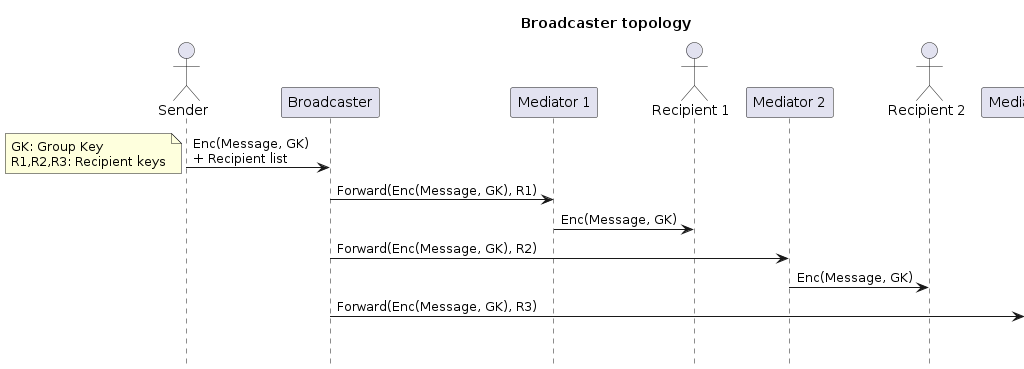 Broadcaster topology
Sender
Broadcaster
Mediator 1
Recipient 1
Mediator 2
Recipient 2
GK: Group Key
R1,R2,R3: Recipient keys
Enc(Message, GK)
+ Recipient list
Forward(Enc(Message, GK), R1)
Enc(Message, GK)
Forward(Enc(Message, GK), R2)
Enc(Message, GK)
Forward(Enc(Message, GK), R3)